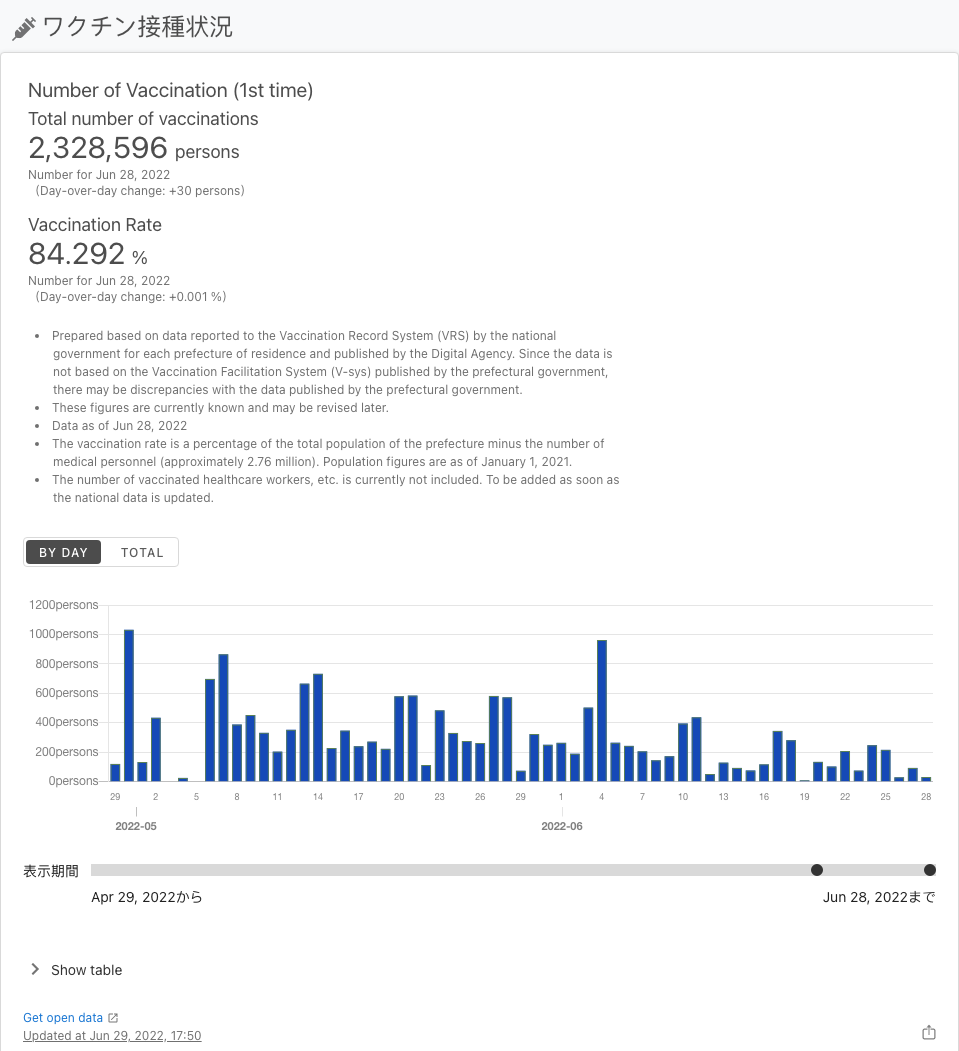 ワクチン接種状況
Number of Vaccination (1st time)
Total number of vaccinations
2,328,596 persons
Number for Jun 28, 2022
(Day-over-day change: +30 persons)
Vaccination Rate
84.292 %
Number for Jun 28, 2022
(Day-over-day change: +0.001 %)
• Prepared based on data reported to the Vaccination Record System (VRS) by the national
government for each prefecture of residence and published by the Digital Agency. Since the data is
not based on the Vaccination Facilitation System (V-sys) published by the prefectural government,
there may be discrepancies with the data published by the prefectural government.
• These figures are currently known and may be revised later.
• Data as of Jun 28, 2022
• The vaccination rate is a percentage of the total population of the prefecture minus the number of
medical personnel (approximately 2.76 million). Population figures are as of January 1, 2021.
• The number of vaccinated healthcare workers, etc. is currently not included. To be added as soon as
the national data is updated.
BY DAY TOTAL
1200persons
1000persons
800persons
600persons
400persons
200persons
0persons
29 2 5 8 11 14 17 20 23 26 29 1 4 7 10 13 16 19 22 25 28
2022-05 2022-06
表示期間
Apr 29, 2022から Jun 28, 2022まで
Show table
Get open data
Updated at Jun 29, 2022, 17:50